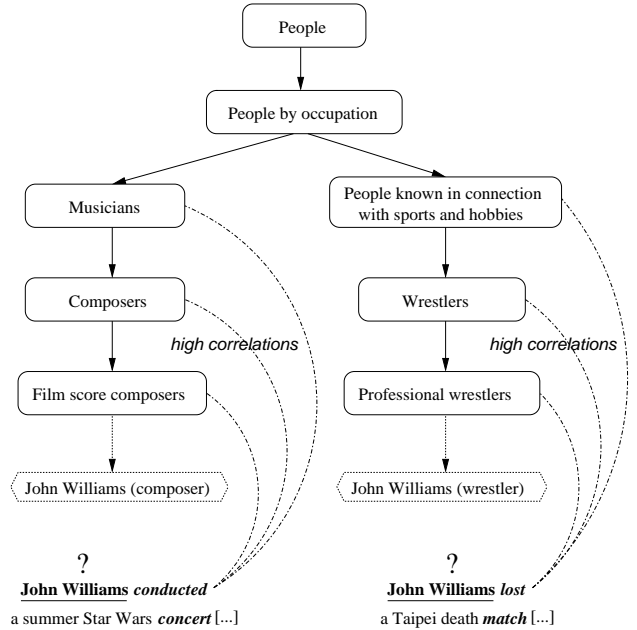 People
People by occupation
Musicians
People known in connection
with sports and hobbies
Composers
Wrestlers
high correlations
high correlations
Film score composers
Professional wrestlers
John Williams (composer)
John Williams (wrestler)
?
?
John Williams conducted
a summer Star Wars concert [...]
John Williams lost
a Taipei death match [...]